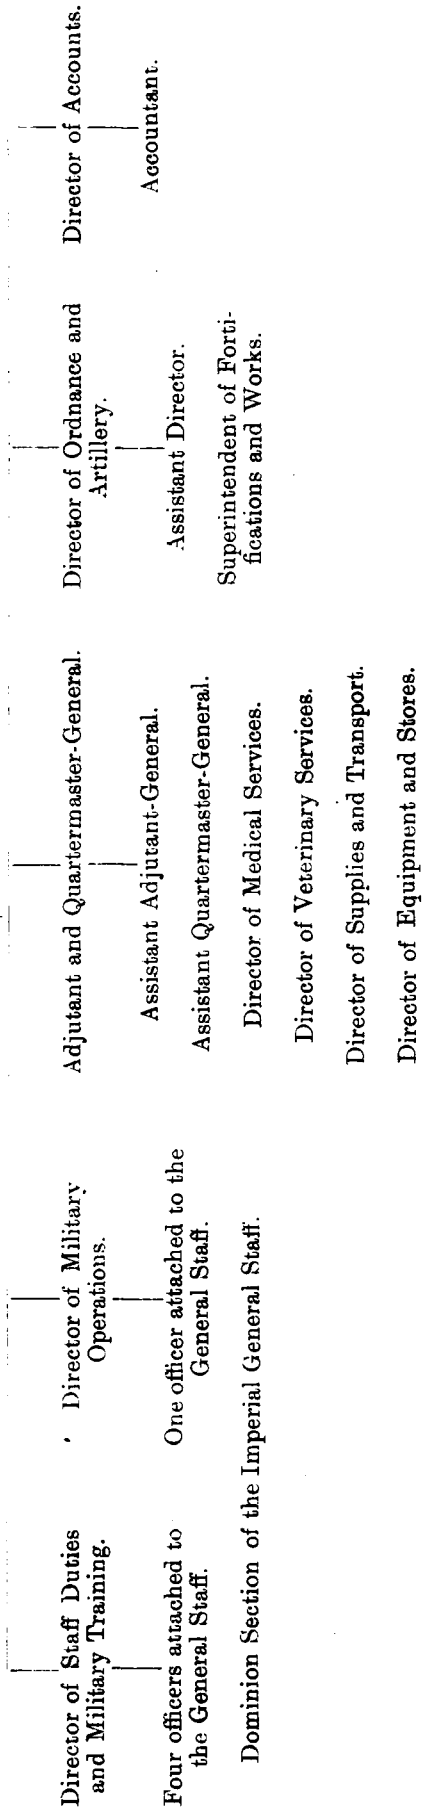 Director of Staff Duties
and Military Training.
Four officers attached to
the General Staff.
Director of Military
Operations.
One officer attached to the
General Staff.
Dominion Section of the Imperial General Staff.
Adjutant and Quartermaster-General.
Assistant Adjutant-General.
Assistant Quartermaster-General.
Director of Medical Services.
Director of Veterinary Services.
Director of Supplies and Transport.
Director of Equipment and Stores.
Director of Ordnance and
Artillery.
Assistant Director.
Superintendent of Forti-
fications and Works.
Director of Accounts.
Accountant.